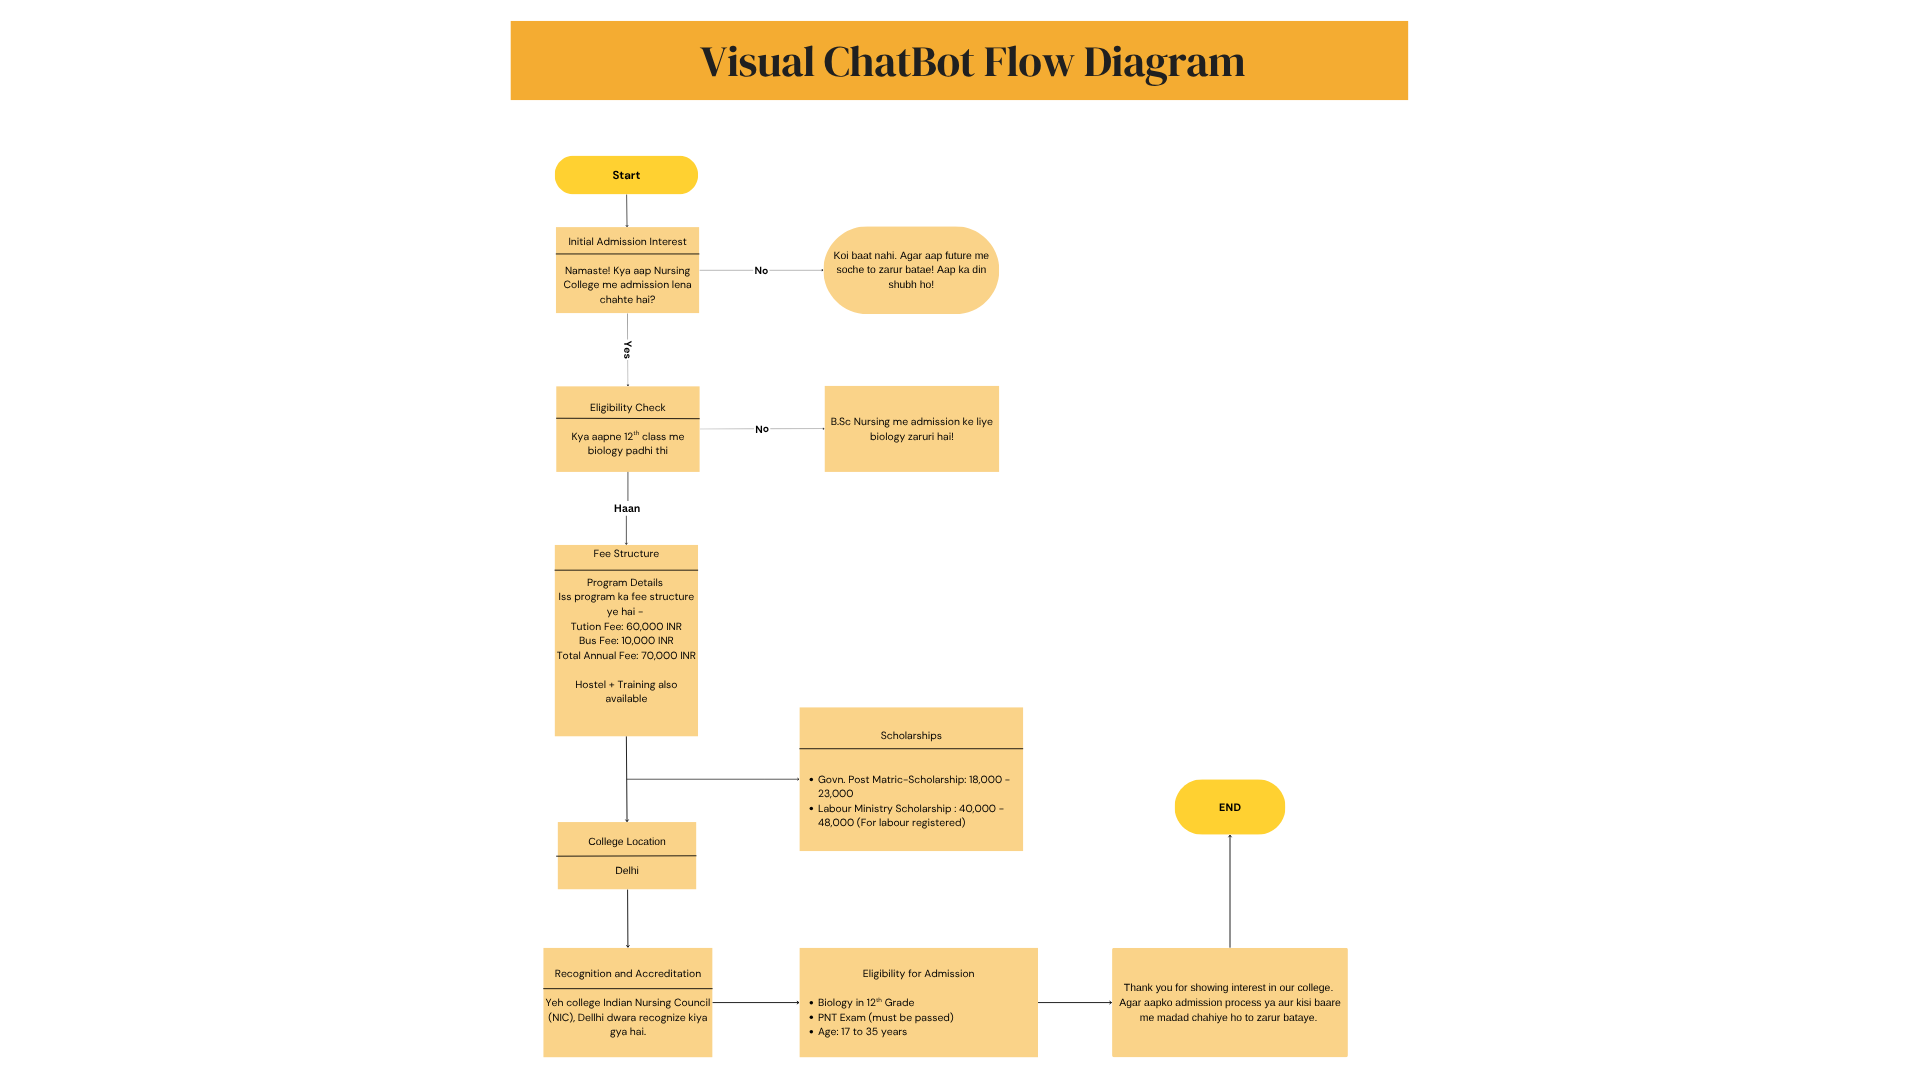 Visual ChatBot Flow Diagram
Start
Initial Admission Interest
Namaste! Kya aap Nursing
College me admission lena
chahte hai?
No
Koi baat nahi. Agar aap future me
soche to zarur batae! Aap ka din
shubh ho!
Yes
Eligibility Check
Kya aapne 12th class me
biology padhi thi
No
B.Sc Nursing me admission ke liye
biology zaruri hai!
Haan
Fee Structure
Program Details
Iss program ka fee structure
ye hai -
Tution Fee: 60,000 INR
Bus Fee: 10,000 INR
Total Annual Fee: 70,000 INR
Hostel + Training also
available
Scholarships
• Govn. Post Matric-Scholarship: 18,000 -
23,000
• Labour Ministry Scholarship : 40,000 -
48,000 (For labour registered)
College Location
Delhi
END
Recognition and Accreditation
Yeh college Indian Nursing Council
(NIC), Dellhi dwara recognize kiya
gya hai.
Eligibility for Admission
• Biology in 12th Grade
• PNT Exam (must be passed)
• Age: 17 to 35 years
Thank you for showing interest in our college.
Agar aapko admission process ya aur kisi baare
me madad chahiye ho to zarur bataye.